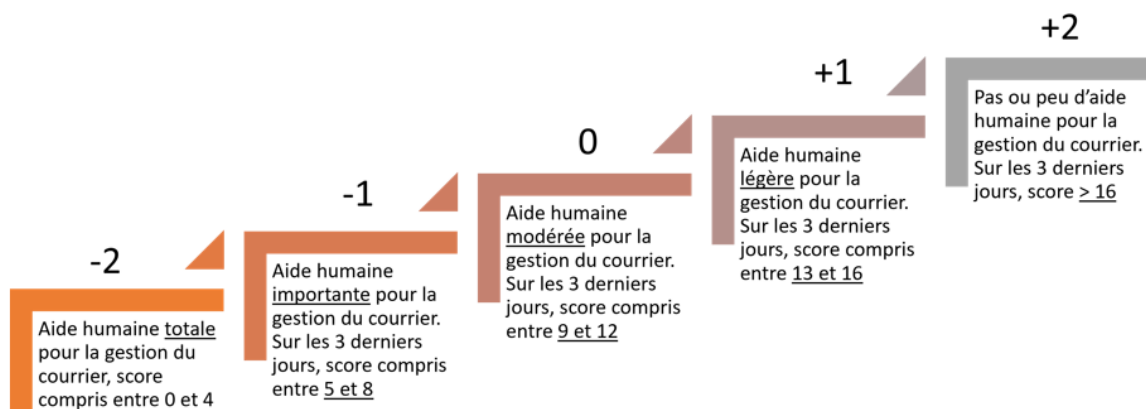 -2
Aide humaine totale
pour la gestion du
courrier, score
compris entre 0 et 4
-1
Aide humaine
importante pour la
gestion du courrier.
Sur les 3 derniers
jours, score compris
entre 5 et 8
0
Aide humaine
modérée pour la
gestion du courrier.
Sur les 3 derniers
jours, score compris
entre 9 et 12
+1
Aide humaine
légère pour la
gestion du courrier.
Sur les 3 derniers
jours, score compris
entre 13 et 16
+2
Pas ou peu d’aide
humaine pour la
gestion du courrier.
Sur les 3 derniers
jours, score > 16